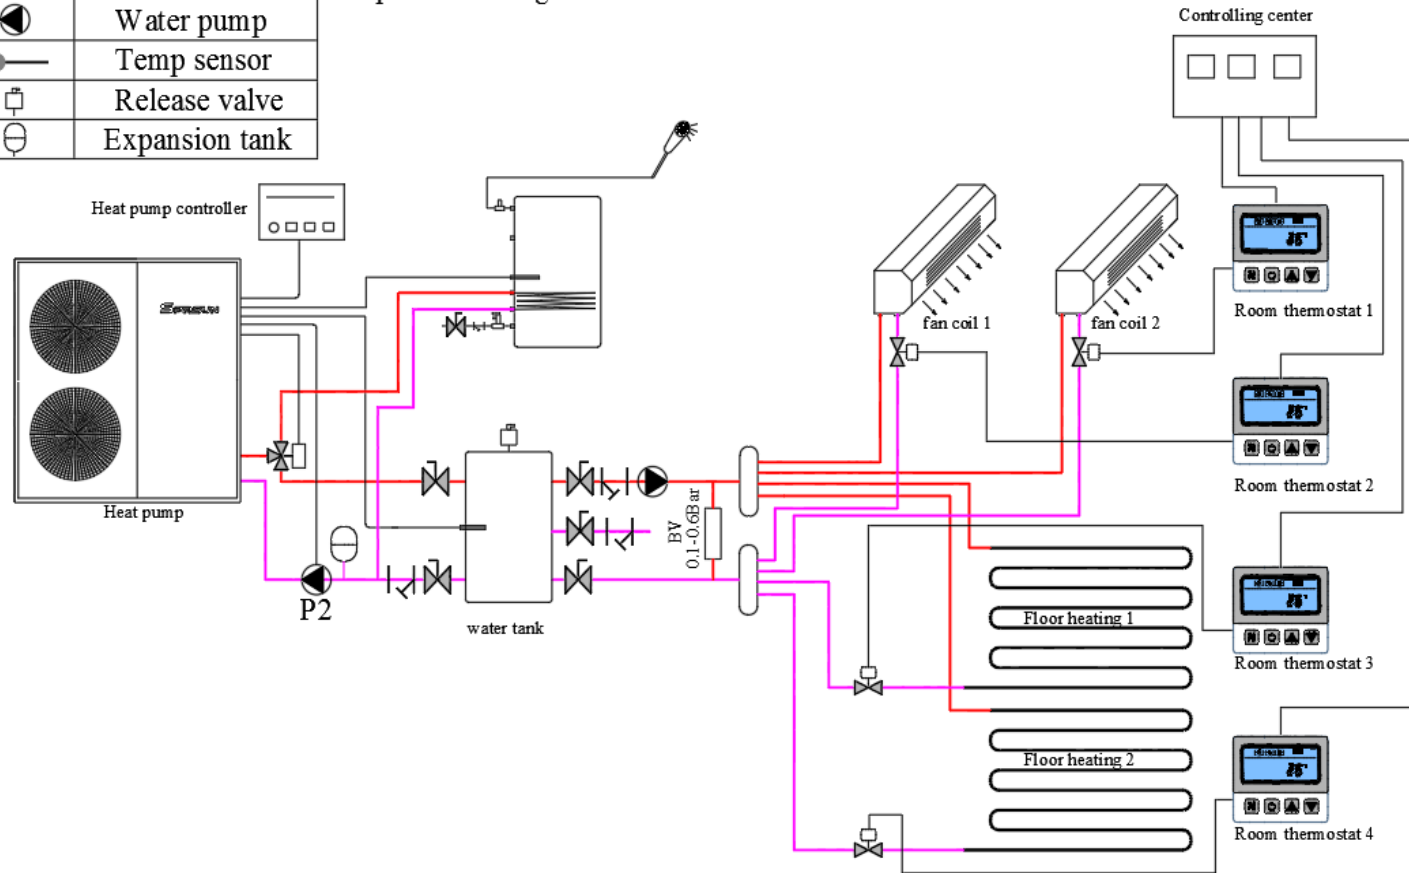 Water pump
Temp sensor
Release valve
Expansion tank
Controlling center
Heat pump controller
Heat pump
P2
water tank
BV
0.1-0.6Bar
fan coil 1
fan coil 2
Floor heating 1
Floor heating 2
Room thermostat 1
Room thermostat 2
Room thermostat 3
Room thermostat 4